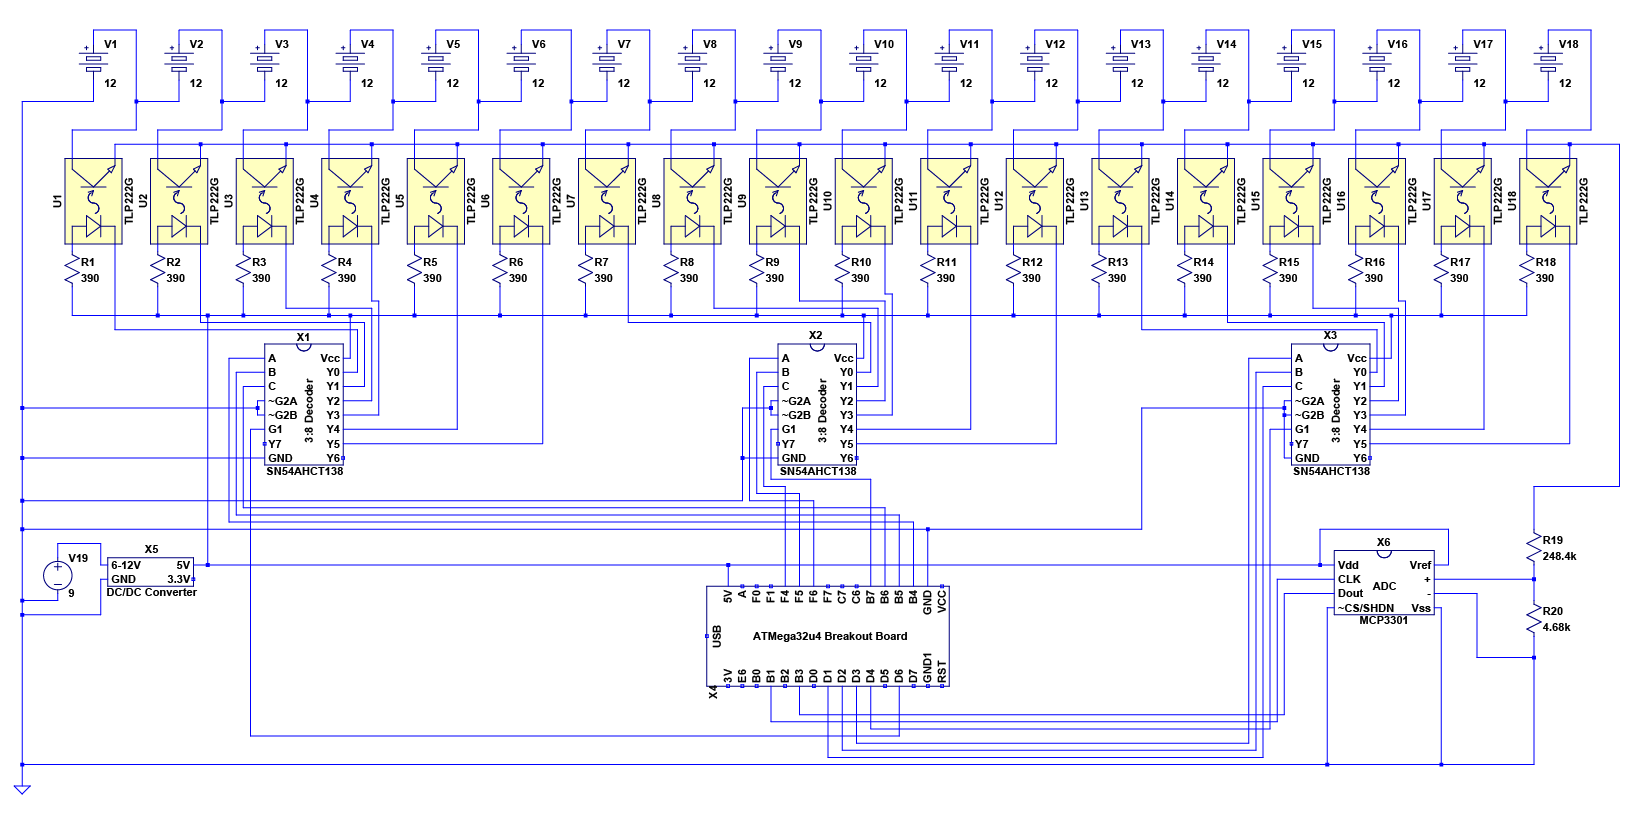 V1 V2 V3 V4 V5 V6 V7 V8 V9 V10 V11 V12 V13 V14 V15 V16 V17 V18
+ + + + + + + + + + + + + + + + + +
12 12 12 12 12 12 12 12 12 12 12 12 12 12 12 12 12 12
U1 TLP222G U2 TLP222G U3 TLP222G U4 TLP222G U5 TLP222G U6 TLP222G U7 TLP222G U8 TLP222G U9 TLP222G U10 TLP222G U11 TLP222G U12 TLP222G U13 TLP222G U14 TLP222G U15 TLP222G U16 TLP222G U17 TLP222G U18 TLP222G
R1 R2 R3 R4 R5 R6 R7 R8 R9 R10 R11 R12 R13 R14 R15 R16 R17 R18
390 390 390 390 390 390 390 390 390 390 390 390 390 390 390 390 390 390
X1
A Vcc
B Y0
C Y1
~G2A Y2
~G2B Y3
G1 Y4
Y7 Y5
GND Y6
3:8 Decoder
SN54AHCT138
X2
A Vcc
B Y0
C Y1
~G2A Y2
~G2B Y3
G1 Y4
Y7 Y5
GND Y6
3:8 Decoder
SN54AHCT138
X3
A Vcc
B Y0
C Y1
~G2A Y2
~G2B Y3
G1 Y4
Y7 Y5
GND Y6
3:8 Decoder
SN54AHCT138
V19
+
−
9
X5
6-12V 5V
GND 3.3V
DC/DC Converter
5V A- F0 F1 F4 F5 F6 F7 C7 C6 B7 B6 B5 B4 GND VCC
USB
ATMega32u4 Breakout Board
3V E6 B0 B1 B2 B3 D0 D1 D2 D3 D4 D5 D6 D7 GND1 RST
X4
X6
Vdd Vref
CLK +
ADC
Dout -
~CS/SHDN Vss
MCP3301
R19
248.4k
R20
4.68k